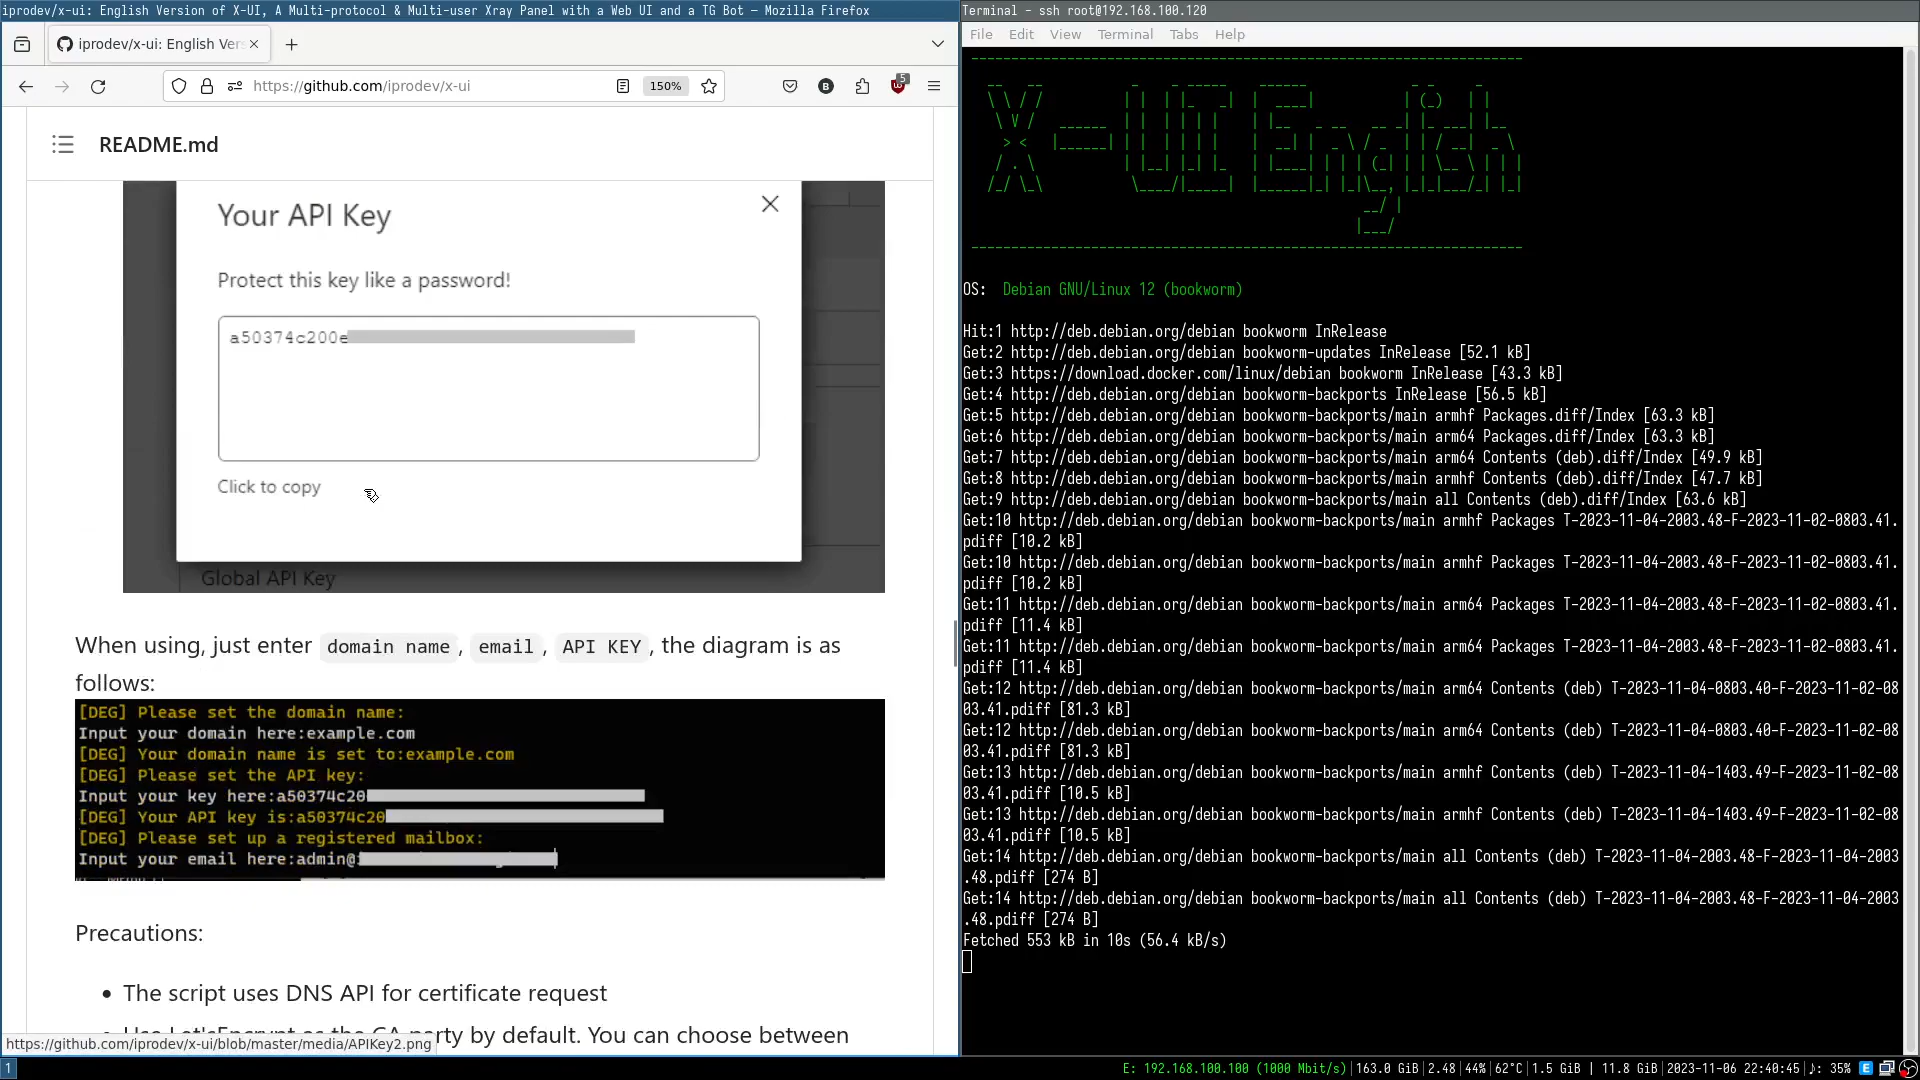 iprodev/x-ui: English Version of X-UI, A Multi-protocol & Multi-user Xray Panel with a Web UI and a TG Bot — Mozilla Firefox
iprodev/x-ui: English Vers
https://github.com/iprodev/x-ui
150%
B
5
README.md
Your API Key
Protect this key like a password!
a50374c200e
Click to copy
Global API Key
When using, just enter domain name, email, API KEY, the diagram is as
follows:
[DEG] Please set the domain name:
Input your domain here:example.com
[DEG] Your domain name is set to:example.com
[DEG] Please set the API key:
Input your key here:a50374c20
[DEG] Your API key is:a50374c20
[DEG] Please set up a registered mailbox:
Input your email here:admin@
Precautions:
• The script uses DNS API for certificate request
• Use Let'sEncrypt as the CA party by default. You can choose between
https://github.com/iprodev/x-ui/blob/master/media/APIKey2.png
Terminal - ssh root@192.168.100.120
File Edit View Terminal Tabs Help
X-UI English
OS: Debian GNU/Linux 12 (bookworm)
Hit:1 http://deb.debian.org/debian bookworm InRelease
Get:2 http://deb.debian.org/debian bookworm-updates InRelease [52.1 kB]
Get:3 https://download.docker.com/linux/debian bookworm InRelease [43.3 kB]
Get:4 http://deb.debian.org/debian bookworm-backports InRelease [56.5 kB]
Get:5 http://deb.debian.org/debian bookworm-backports/main armhf Packages.diff/Index [63.3 kB]
Get:6 http://deb.debian.org/debian bookworm-backports/main arm64 Packages.diff/Index [63.3 kB]
Get:7 http://deb.debian.org/debian bookworm-backports/main arm64 Contents (deb).diff/Index [49.9 kB]
Get:8 http://deb.debian.org/debian bookworm-backports/main armhf Contents (deb).diff/Index [47.7 kB]
Get:9 http://deb.debian.org/debian bookworm-backports/main all Contents (deb).diff/Index [63.6 kB]
Get:10 http://deb.debian.org/debian bookworm-backports/main armhf Packages T-2023-11-04-2003.48-F-2023-11-02-0803.41.
pdiff [10.2 kB]
Get:10 http://deb.debian.org/debian bookworm-backports/main armhf Packages T-2023-11-04-2003.48-F-2023-11-02-0803.41.
pdiff [10.2 kB]
Get:11 http://deb.debian.org/debian bookworm-backports/main arm64 Packages T-2023-11-04-2003.48-F-2023-11-02-0803.41.
pdiff [11.4 kB]
Get:11 http://deb.debian.org/debian bookworm-backports/main arm64 Packages T-2023-11-04-2003.48-F-2023-11-02-0803.41.
pdiff [11.4 kB]
Get:12 http://deb.debian.org/debian bookworm-backports/main arm64 Contents (deb) T-2023-11-04-0803.40-F-2023-11-02-08
03.41.pdiff [81.3 kB]
Get:12 http://deb.debian.org/debian bookworm-backports/main arm64 Contents (deb) T-2023-11-04-0803.40-F-2023-11-02-08
03.41.pdiff [81.3 kB]
Get:13 http://deb.debian.org/debian bookworm-backports/main armhf Contents (deb) T-2023-11-04-1403.49-F-2023-11-02-08
03.41.pdiff [10.5 kB]
Get:13 http://deb.debian.org/debian bookworm-backports/main armhf Contents (deb) T-2023-11-04-1403.49-F-2023-11-02-08
03.41.pdiff [10.5 kB]
Get:14 http://deb.debian.org/debian bookworm-backports/main all Contents (deb) T-2023-11-04-2003.48-F-2023-11-04-2003
.48.pdiff [274 B]
Get:14 http://deb.debian.org/debian bookworm-backports/main all Contents (deb) T-2023-11-04-2003.48-F-2023-11-04-2003
.48.pdiff [274 B]
Fetched 553 kB in 10s (56.4 kB/s)
1
E: 192.168.100.100 (1000 Mbit/s)|163.0 GiB|2.48|44%|62°C|1.5 GiB | 11.8 GiB|2023-11-06 22:40:45|♪: 35% E